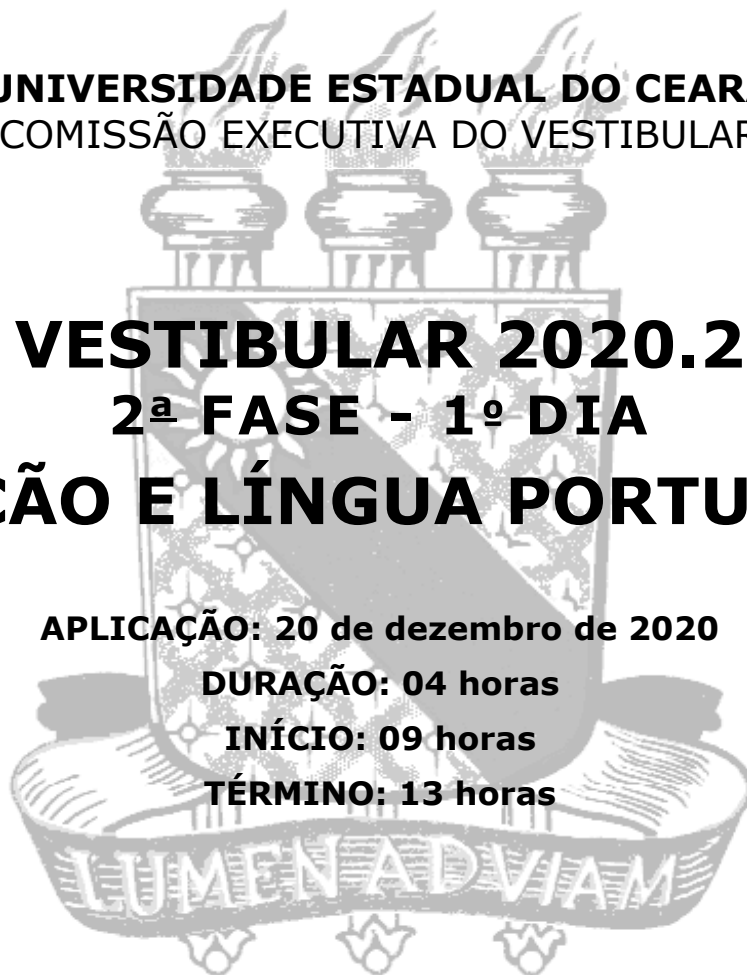 UNIVERSIDADE ESTADUAL DO CEAR
COMISSÃO EXECUTIVA DO VESTIBULAR
VESTIBULAR 2020.2
2ª FASE - 1º DIA
ÇÃO E LÍNGUA PORTU
APLICAÇÃO: 20 de dezembro de 2020
DURAÇÃO: 04 horas
INÍCIO: 09 horas
TÉRMINO: 13 horas
LUMEN AD VIAM